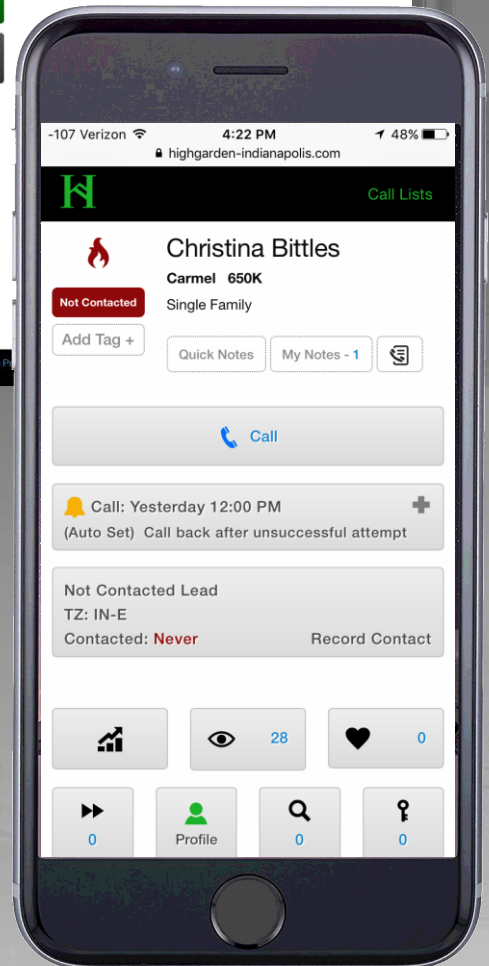 -107 Verizon 4:22 PM 48%
highgarden-indianapolis.com
H Call Lists
Christina Bittles
Carmel 650K
Not Contacted
Single Family
Add Tag +
Quick Notes My Notes - 1
Call
Call: Yesterday 12:00 PM
(Auto Set) Call back after unsuccessful attempt
Not Contacted Lead
TZ: IN-E
Contacted: Never Record Contact
28 0
0 Profile 0 0